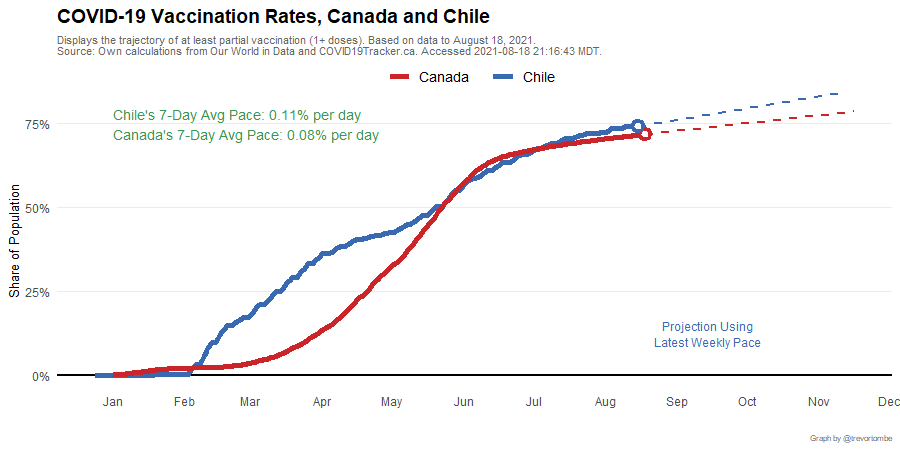 COVID-19 Vaccination Rates, Canada and Chile
Displays the trajectory of at least partial vaccination (1+ doses). Based on data to August 18, 2021.
Source: Own calculations from Our World in Data and COVID19Tracker.ca. Accessed 2021-08-18 21:16:43 MDT.
Canada Chile
Chile's 7-Day Avg Pace: 0.11% per day
Canada's 7-Day Avg Pace: 0.08% per day
75%
50%
25%
0%
Share of Population
Projection Using
Latest Weekly Pace
Jan Feb Mar Apr May Jun Jul Aug Sep Oct Nov Dec
Graph by @trevortombe